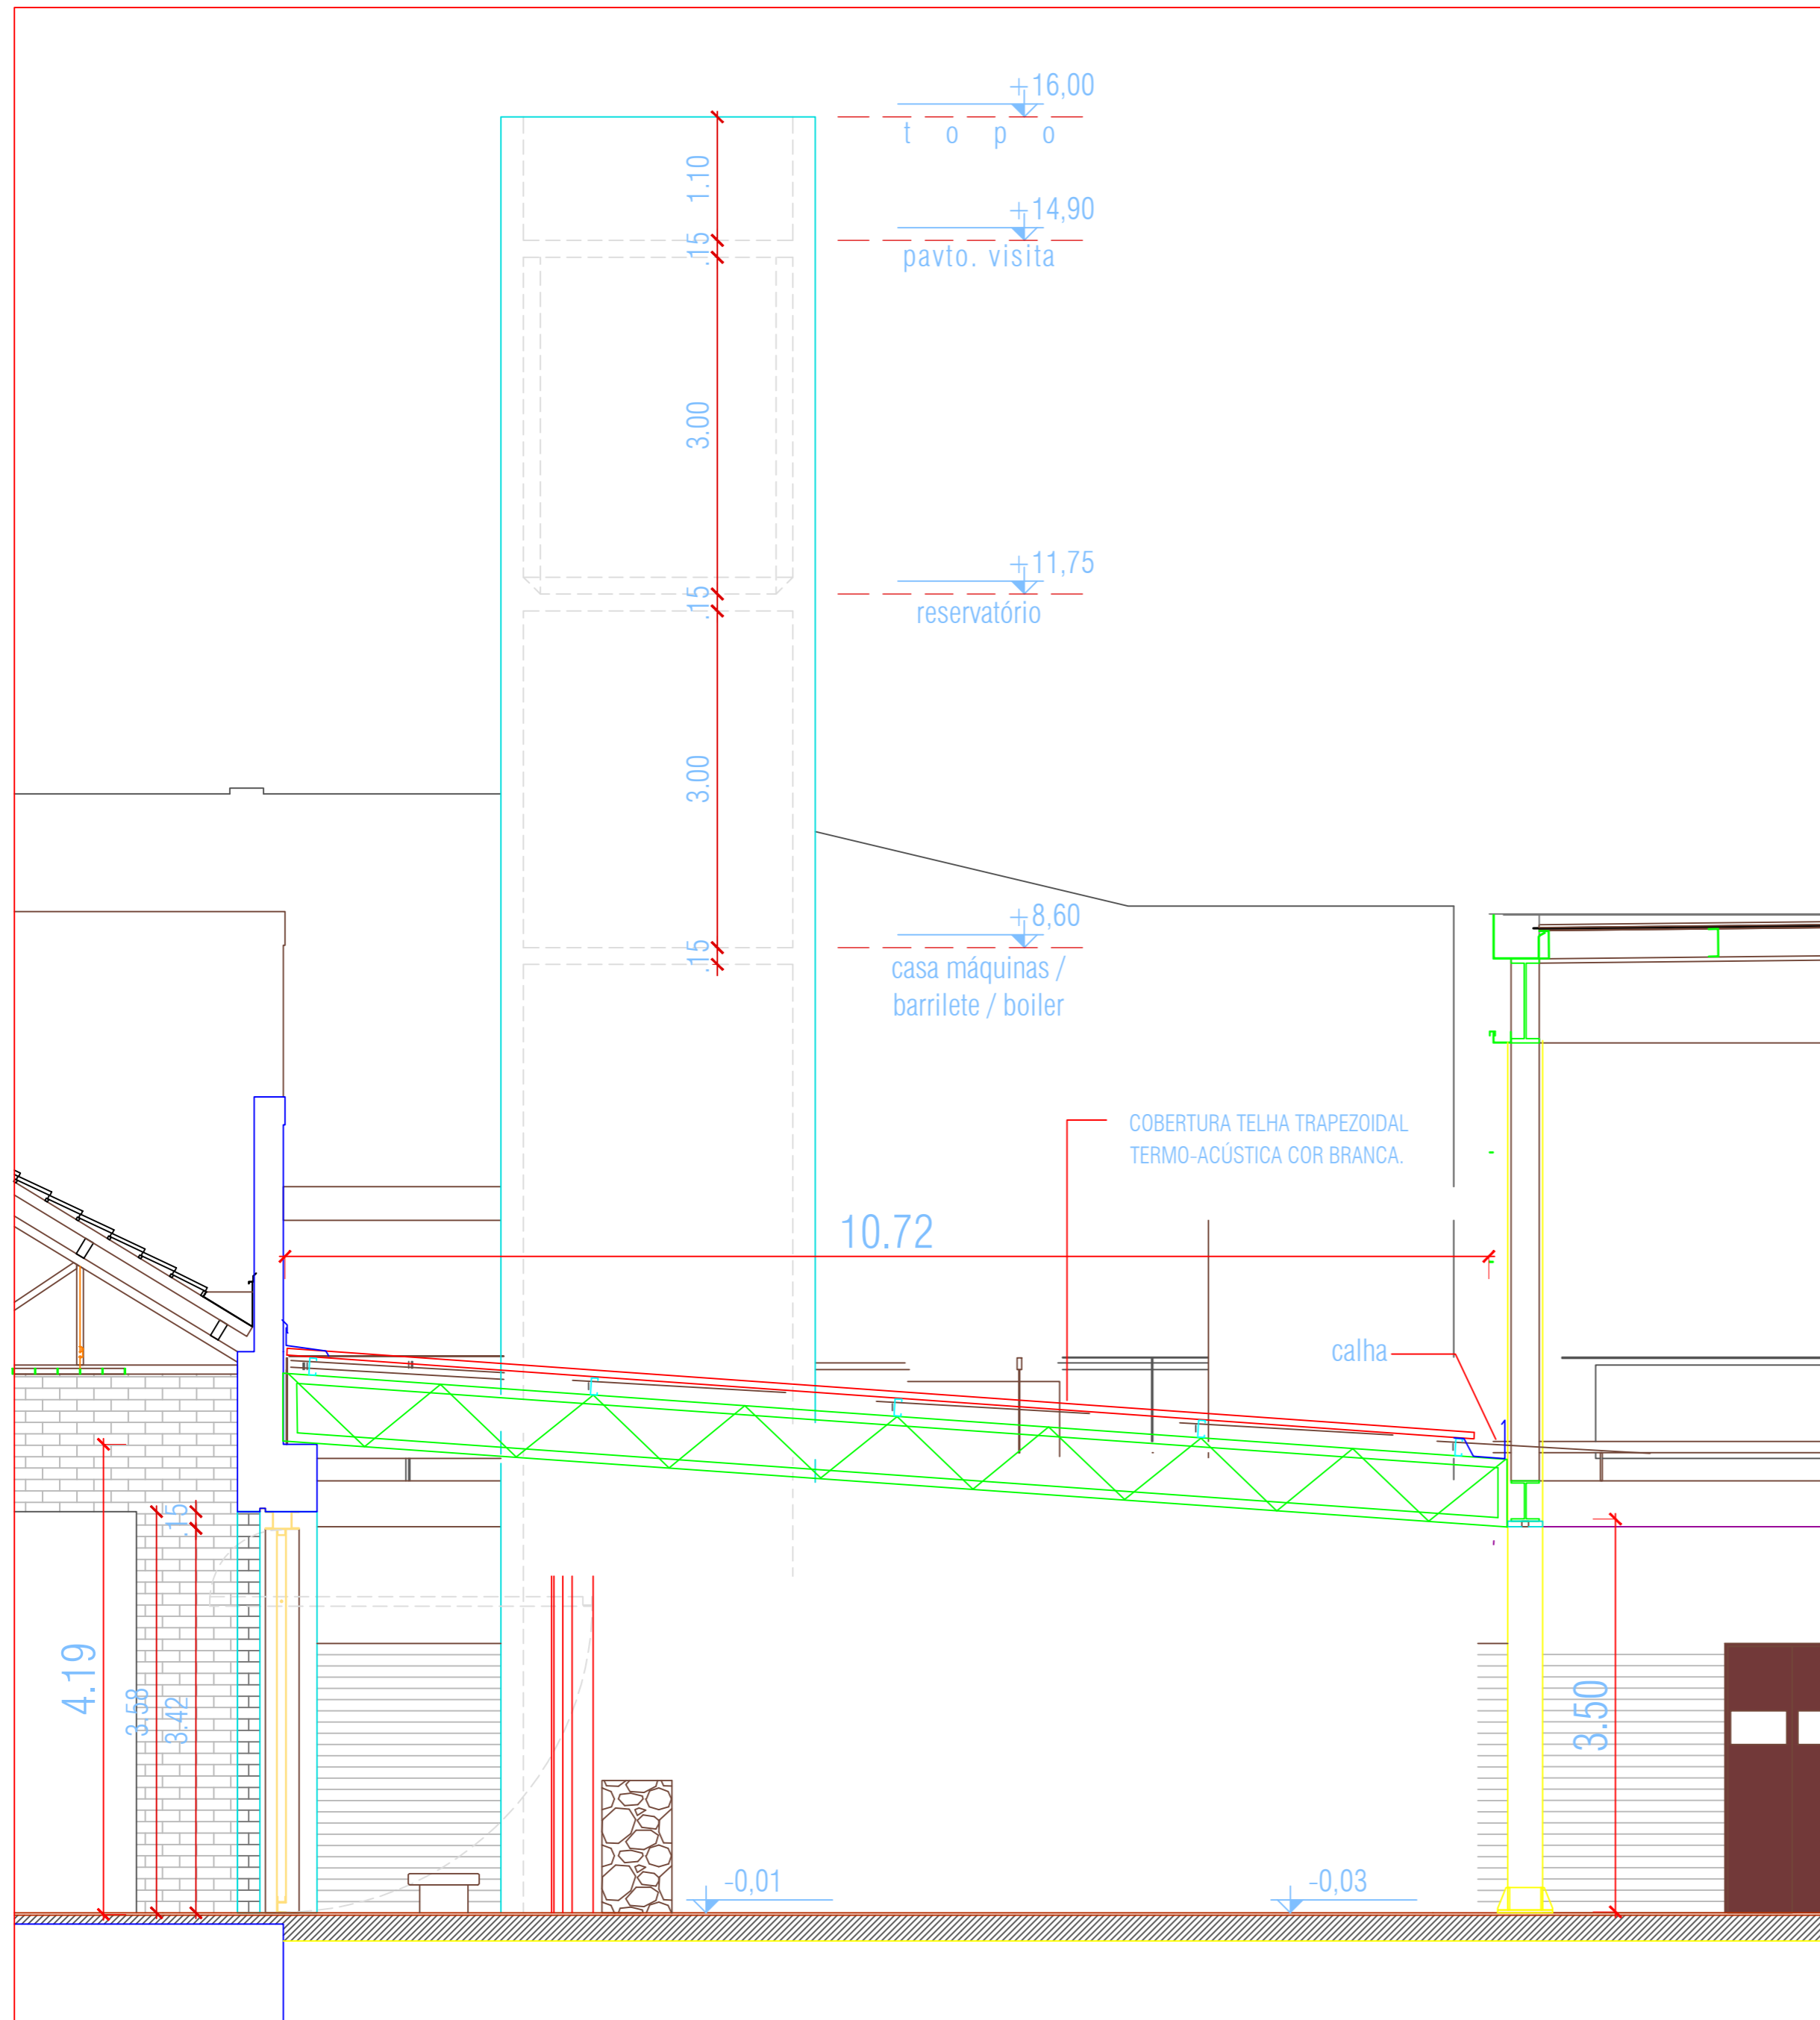 +16,00
topo
1.10
+14,90
.15
pavto. visita
3.00
+11,75
.15
reservatório
3.00
+8,60
.15
casa máquinas /
barrilete / boiler
COBERTURA TELHA TRAPEZOIDAL
TERMO-ACÚSTICA COR BRANCA.
10.72
calha
.15
4.19
3.58
3.42
3.50
-0,01
-0,03